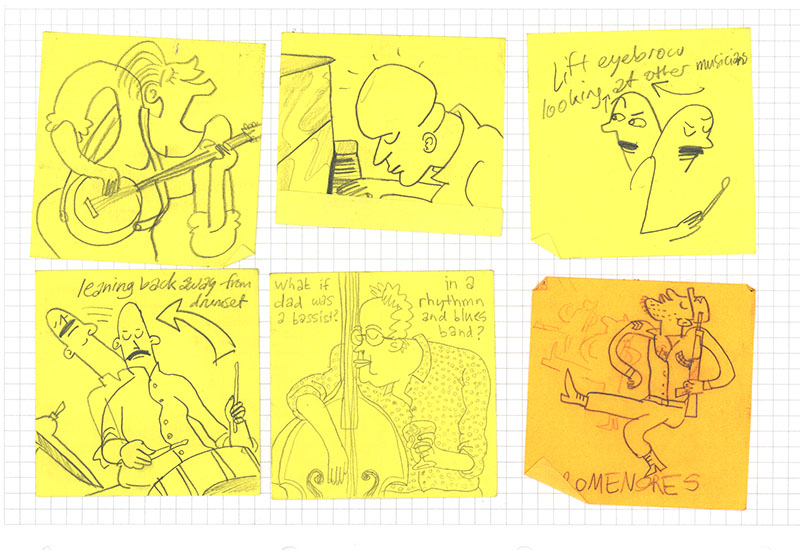 Lift eyebrow
looking at other musicians
leaning back away from
drumset
What if
dad was
a bassist?
in a
rhythmn
and blues
band?
OMENORES